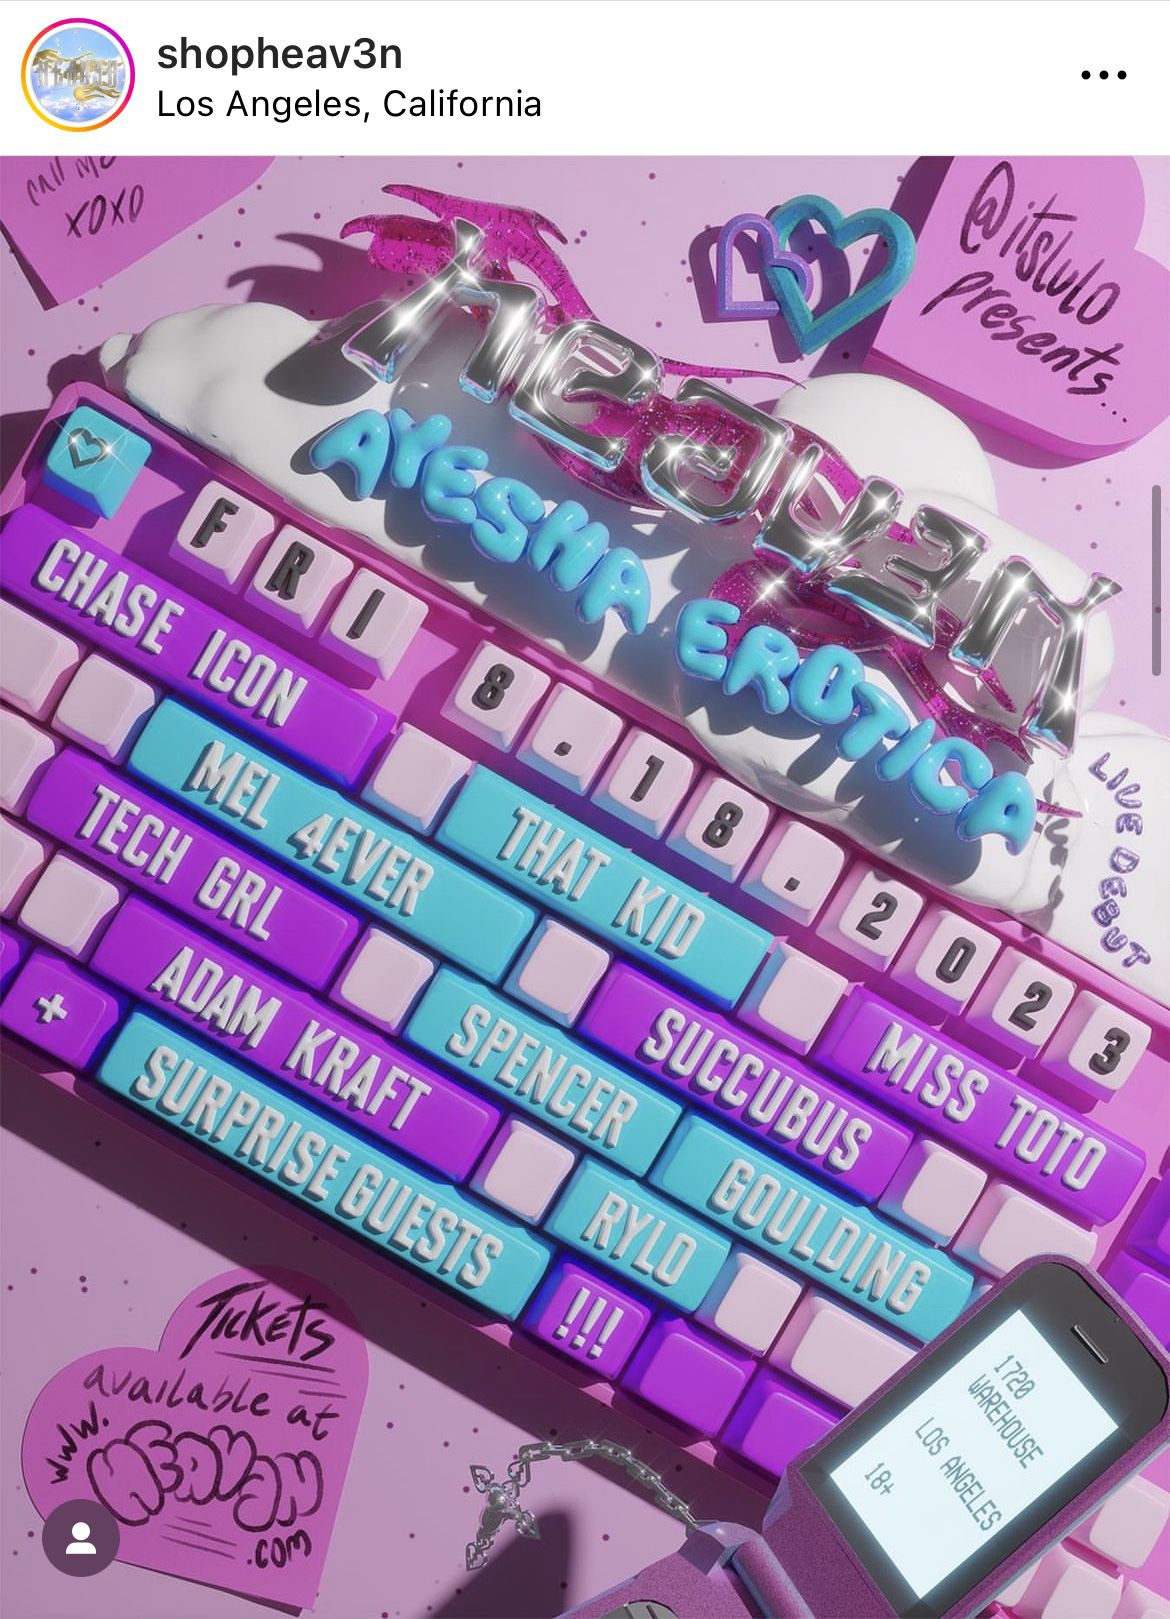 shopheav3n
Los Angeles, California
call me
xoxo
@itslulo
presents...
heav3n
AYESHA EROTICA
LIVE DEBUT
FRI 8.18.2023
CHASE ICON
MEL 4EVER
THAT KID
TECH GRL
MISS TOTO
ADAM KRAFT
SPENCER
SUCCUBUS
+
SURPRISE GUESTS
RYLO
GOULDING
!!!
TICKETS
available at
www.
HEAV3N
.COM
1720
WAREHOUSE
LOS ANGELES
18+